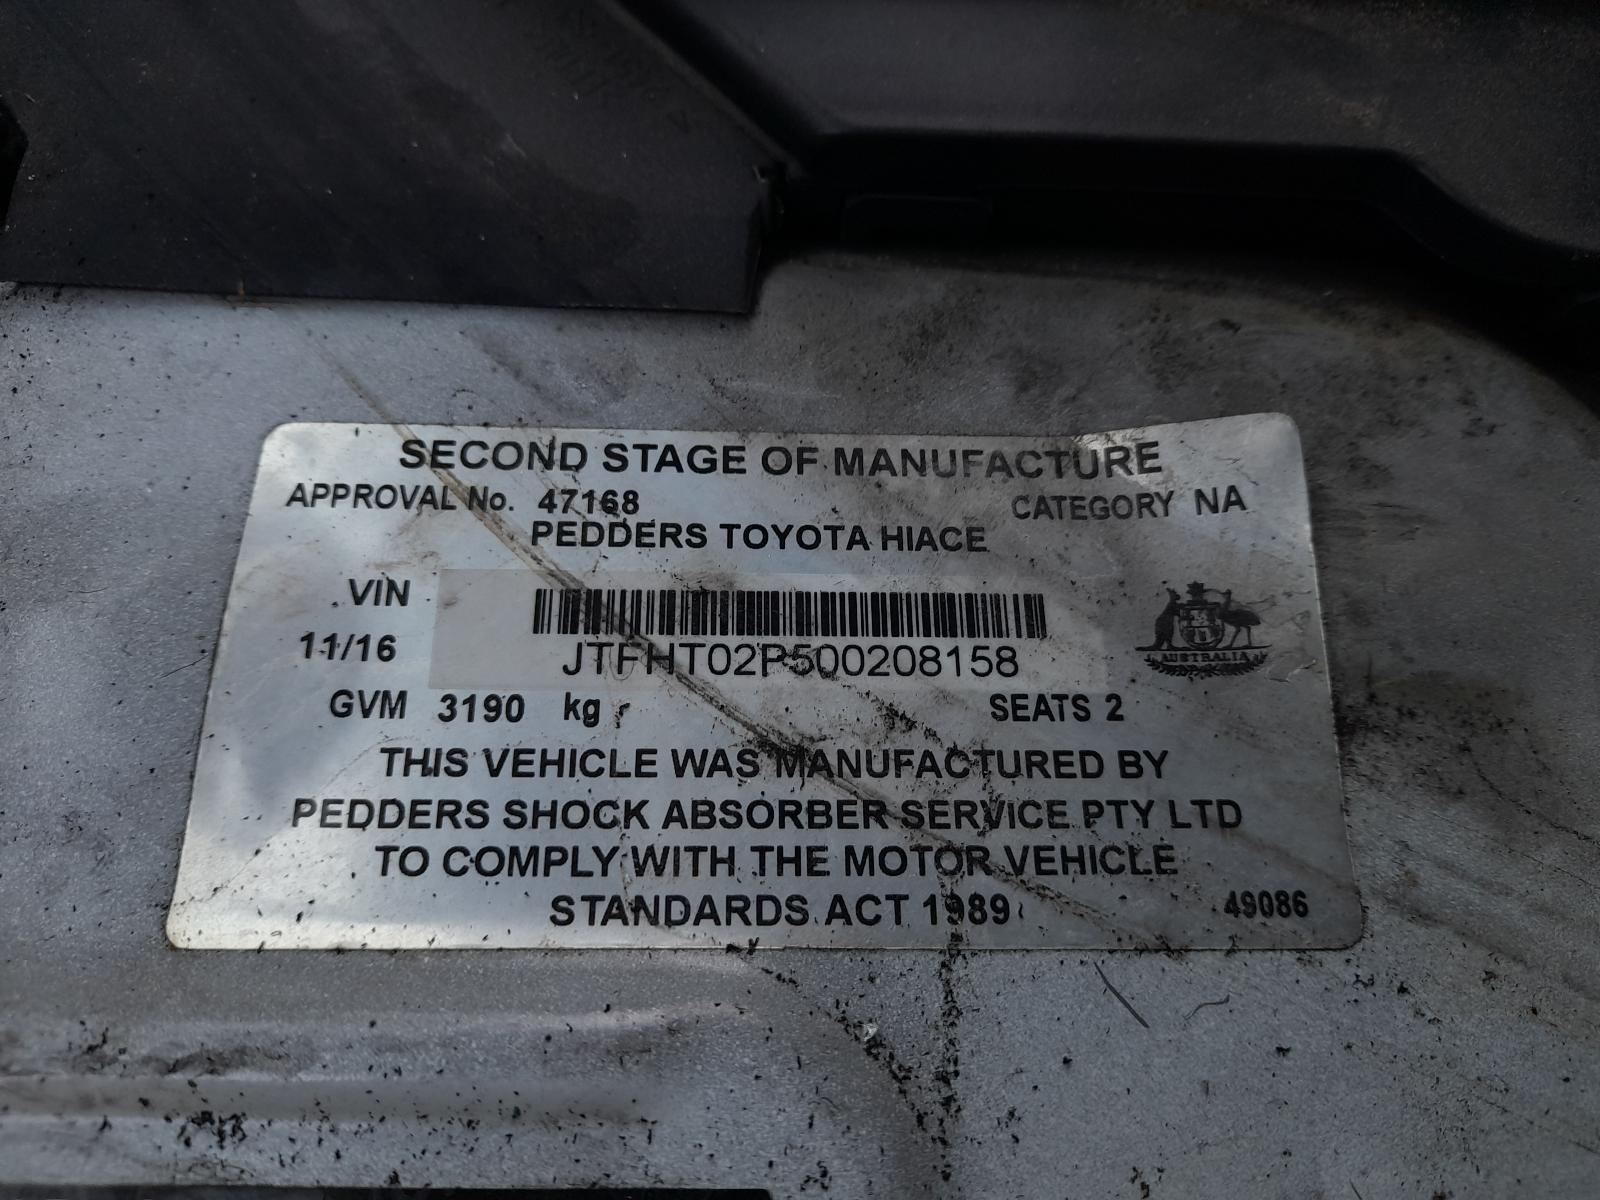 SECOND STAGE OF MANUFACTURE
APPROVAL No. 47168 CATEGORY NA
PEDDERS TOYOTA HIACE
VIN
11/16 JTFHT02P500208158
AUSTRALIA
GVM 3190 kg SEATS 2
THIS VEHICLE WAS MANUFACTURED BY
PEDDERS SHOCK ABSORBER SERVICE PTY LTD
TO COMPLY WITH THE MOTOR VEHICLE
STANDARDS ACT 1989 49086